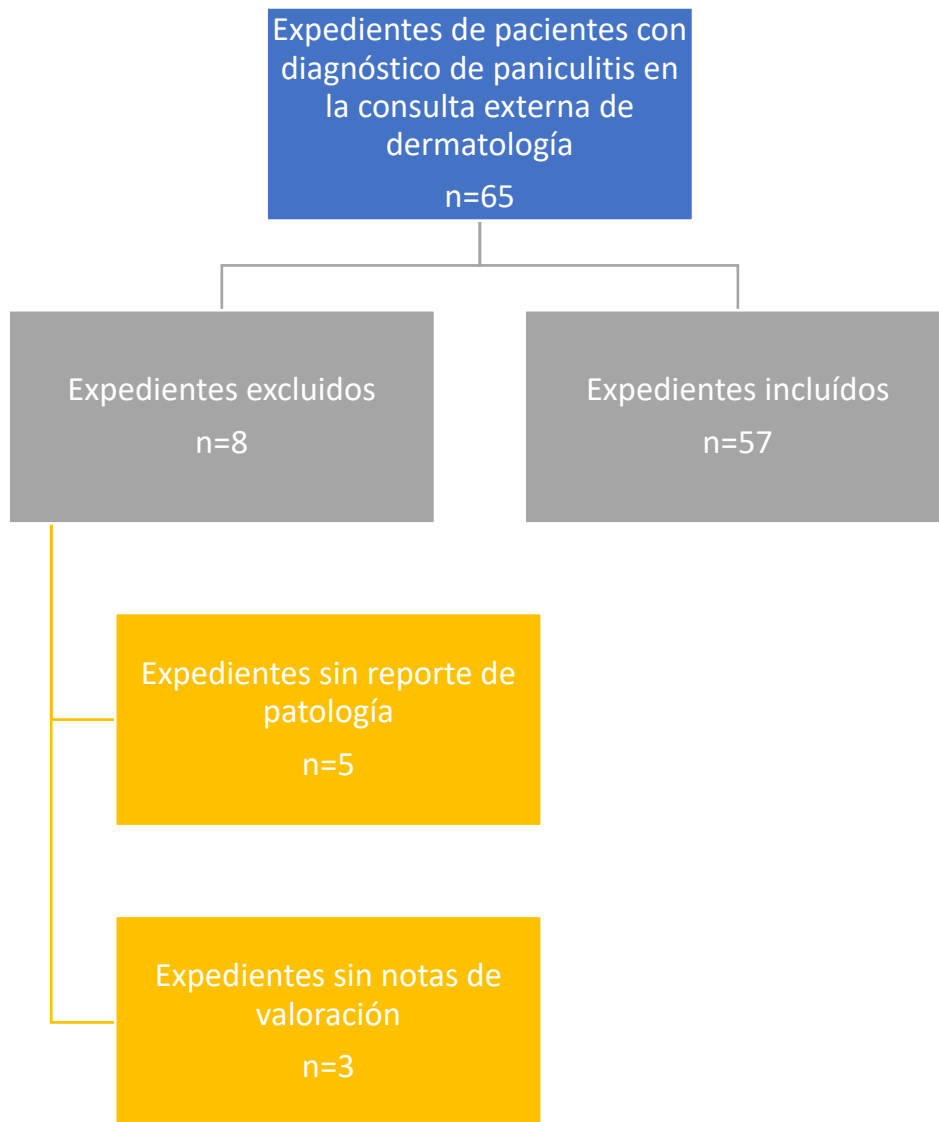 Expedientes de pacientes con
diagnóstico de paniculitis en
la consulta externa de
dermatología
n=65
Expedientes excluidos
n=8
Expedientes incluídos
n=57
Expedientes sin reporte de
patología
n=5
Expedientes sin notas de
valoración
n=3